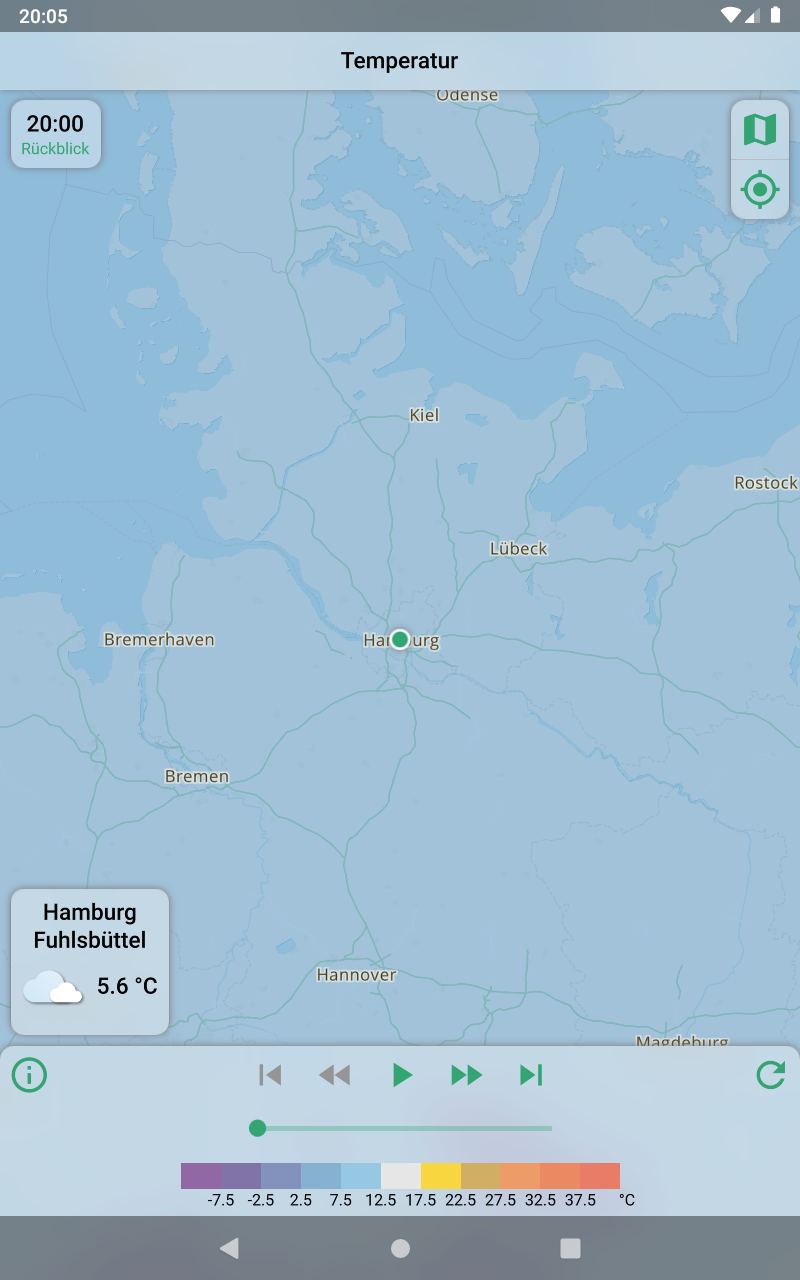 20:05
Temperatur
Odense
20:00
Rückblick
Kiel
Rostock
Lübeck
Bremerhaven
Hamburg
Bremen
Hamburg
Fuhlsbüttel
5.6 °C
Hannover
Magdeburg
-7.5 -2.5 2.5 7.5 12.5 17.5 22.5 27.5 32.5 37.5 °C